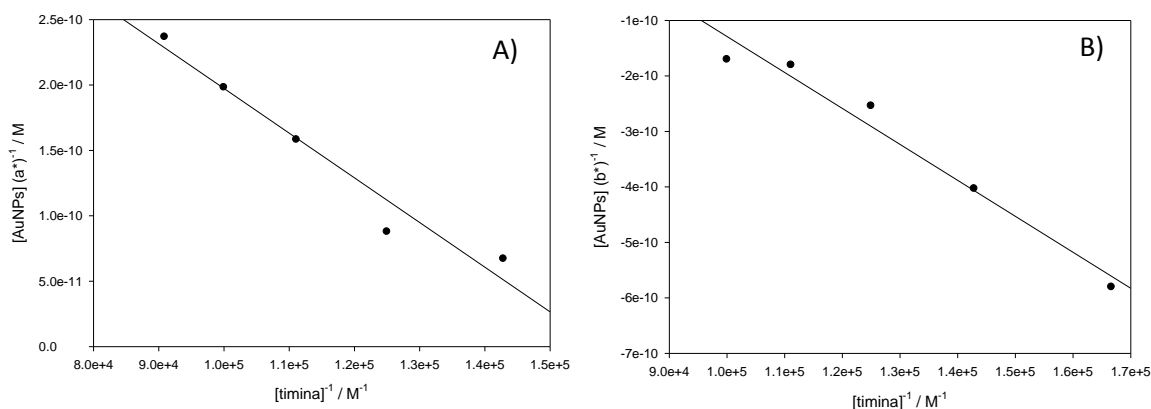 A)
[AuNPs] (a*)⁻¹ / M
2.5e-10
2.0e-10
1.5e-10
1.0e-10
5.0e-11
0.0
8.0e+4 9.0e+4 1.0e+5 1.1e+5 1.2e+5 1.3e+5 1.4e+5 1.5e+5
[timina]⁻¹ / M⁻¹
B)
[AuNPs] (b*)⁻¹ / M
-1e-10
-2e-10
-3e-10
-4e-10
-5e-10
-6e-10
-7e-10
9.0e+4 1.0e+5 1.1e+5 1.2e+5 1.3e+5 1.4e+5 1.5e+5 1.6e+5 1.7e+5
[timina]⁻¹ / M⁻¹